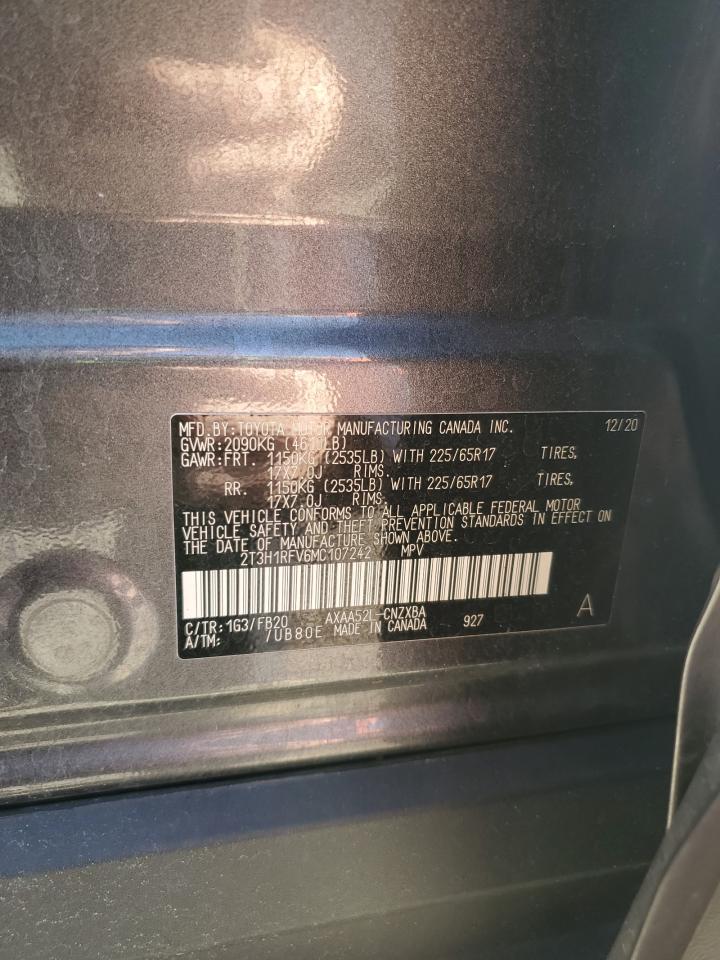 MFD. BY: TOYOTA MOTOR MANUFACTURING CANADA INC. 12/20
GVWR: 2090KG (4610LB)
GAWR: FRT. 1150KG (2535LB) WITH 225/65R17 TIRES,
17X7.0J RIMS.
RR. 1150KG (2535LB) WITH 225/65R17 TIRES,
17X7.0J RIMS.
THIS VEHICLE CONFORMS TO ALL APPLICABLE FEDERAL MOTOR
VEHICLE SAFETY AND THEFT PREVENTION STANDARDS IN EFFECT ON
THE DATE OF MANUFACTURE SHOWN ABOVE.
2T3H1RFV6MC107242 MPV
C/TR: 1G3/FB20 AXAA52L-CNZXBA 927 A
A/TM: /UB80E MADE IN CANADA